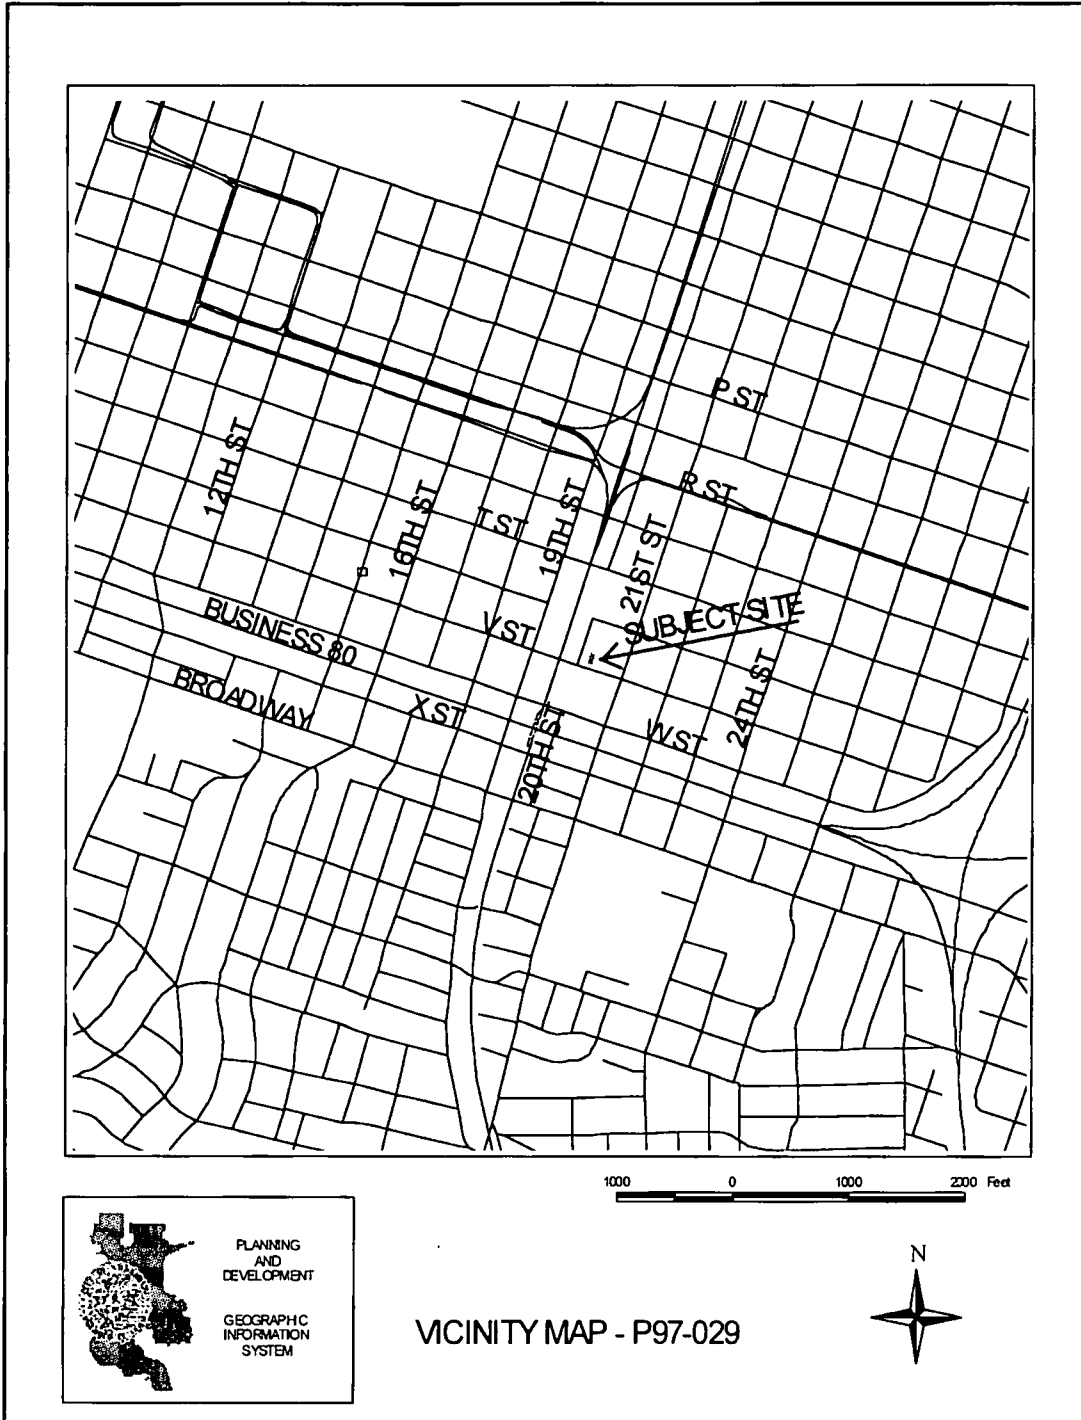 P ST
R ST
12TH ST
16TH ST
T ST
19TH ST
21ST ST
SUBJECT SITE
V ST
BUSINESS 80
BROADWAY
X ST
20TH ST
W ST
24TH ST
1000 0 1000 2000 Feet
PLANNING
AND
DEVELOPMENT
GEOGRAPHIC
INFORMATION
SYSTEM
N
VICINITY MAP - P97-029